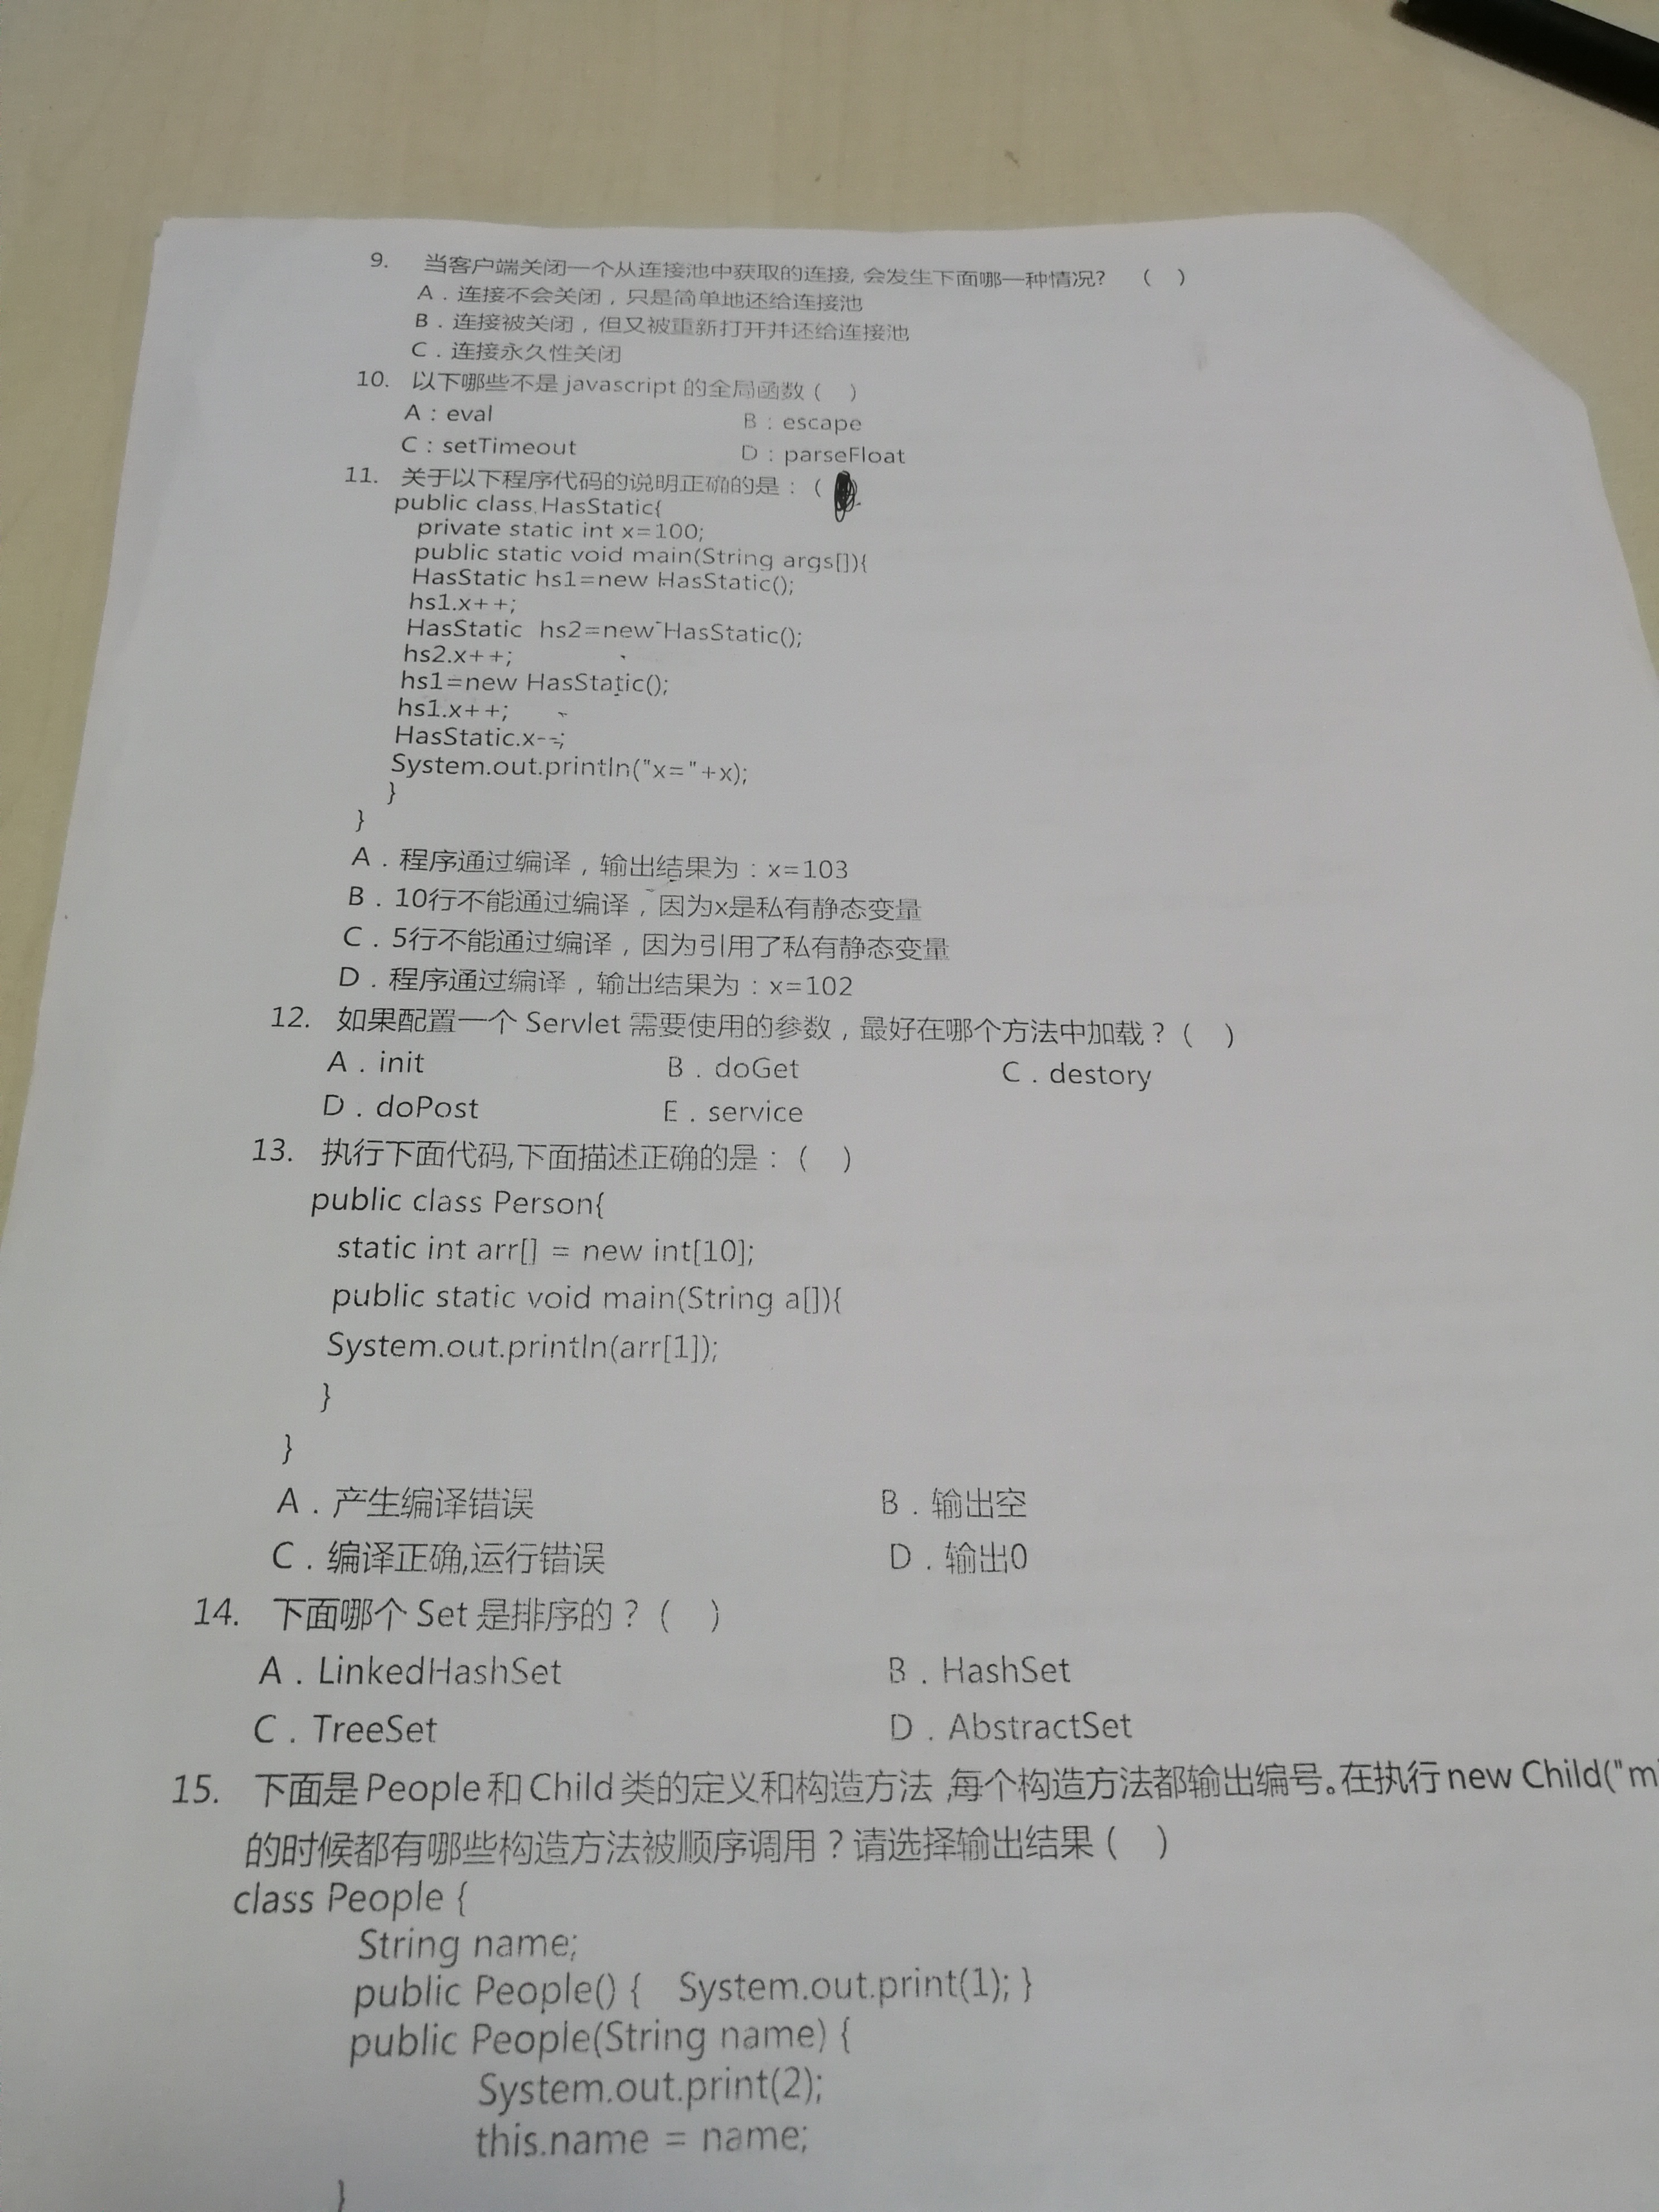 9. 当客户端关闭一个从连接池中获取的连接, 会发生下面哪一种情况? ( )
A．连接不会关闭，只是简单地还给连接池
B．连接被关闭，但又被重新打开并还给连接池
C．连接永久性关闭
10. 以下哪些不是 javascript 的全局函数 ( )
A：eval B：escape
C：setTimeout D：parseFloat
11. 关于以下程序代码的说明正确的是：(
public class HasStatic{
private static int x=100;
public static void main(String args[]){
HasStatic hs1=new HasStatic();
hs1.x++;
HasStatic hs2=new HasStatic();
hs2.x++;
hs1=new HasStatic();
hs1.x++;
HasStatic.x--;
System.out.println("x="+x);
}
}
A．程序通过编译，输出结果为：x=103
B．10行不能通过编译，因为x是私有静态变量
C．5行不能通过编译，因为引用了私有静态变量
D．程序通过编译，输出结果为：x=102
12. 如果配置一个 Servlet 需要使用的参数，最好在哪个方法中加载？( )
A．init B．doGet C．destory
D．doPost E．service
13. 执行下面代码,下面描述正确的是：( )
public class Person{
static int arr[] = new int[10];
public static void main(String a[]){
System.out.println(arr[1]);
}
}
A．产生编译错误 B．输出空
C．编译正确,运行错误 D．输出0
14. 下面哪个 Set 是排序的？( )
A．LinkedHashSet B．HashSet
C．TreeSet D．AbstractSet
15. 下面是 People 和 Child 类的定义和构造方法，每个构造方法都输出编号。在执行 new Child("m
的时候都有哪些构造方法被顺序调用？请选择输出结果 ( )
class People {
String name;
public People() { System.out.print(1); }
public People(String name) {
System.out.print(2);
this.name = name;
}